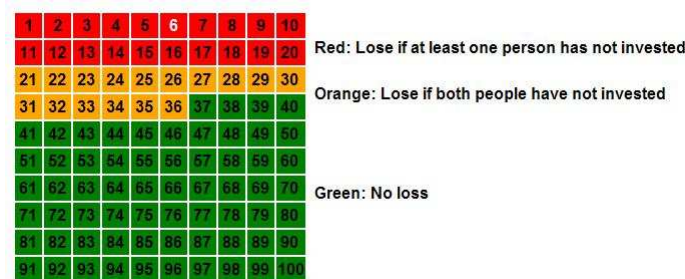 1 2 3 4 5 6 7 8 9 10
11 12 13 14 15 16 17 18 19 20
Red: Lose if at least one person has not invested
21 22 23 24 25 26 27 28 29 30
Orange: Lose if both people have not invested
31 32 33 34 35 36 37 38 39 40
41 42 43 44 45 46 47 48 49 50
51 52 53 54 55 56 57 58 59 60
61 62 63 64 65 66 67 68 69 70
Green: No loss
71 72 73 74 75 76 77 78 79 80
81 82 83 84 85 86 87 88 89 90
91 92 93 94 95 96 97 98 99 100